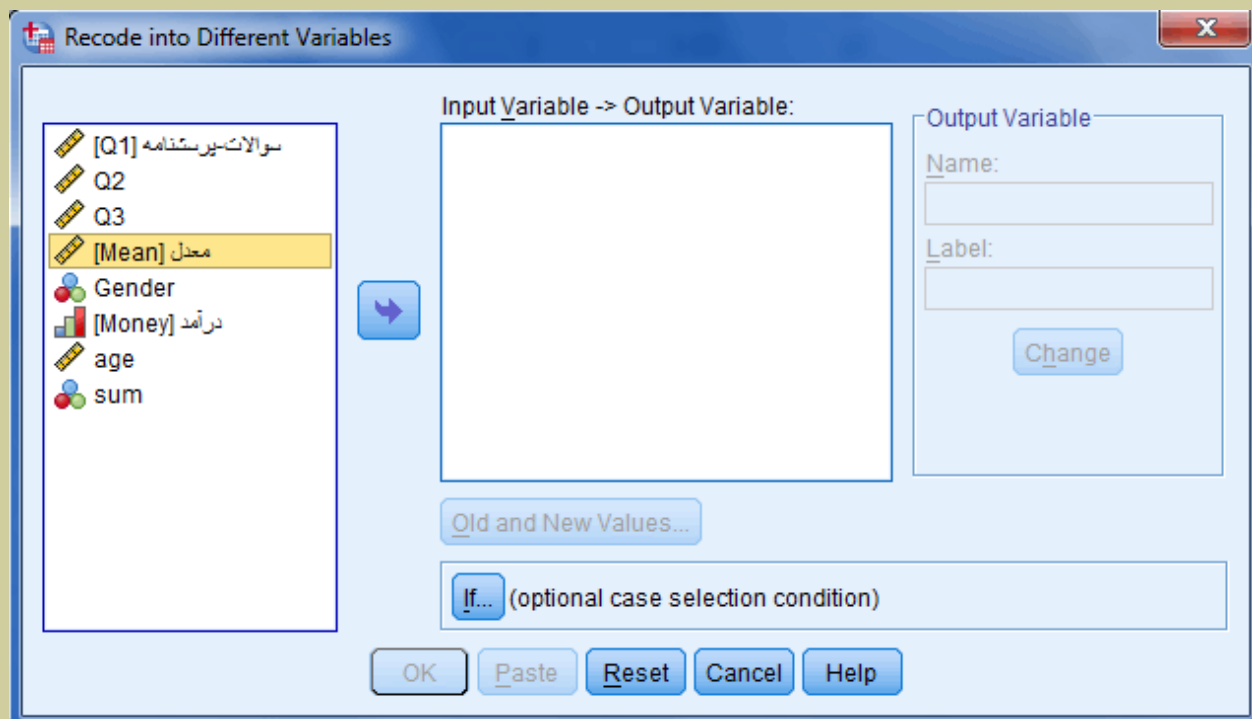 Recode into Different Variables
x
Input Variable -> Output Variable:
سوالات-پرستنامه [Q1]
Q2
Q3
معدل [Mean]
Gender
درآمد [Money]
age
sum
Output Variable
Name:
Label:
Change
Old and New Values...
If... (optional case selection condition)
OK
Paste
Reset
Cancel
Help